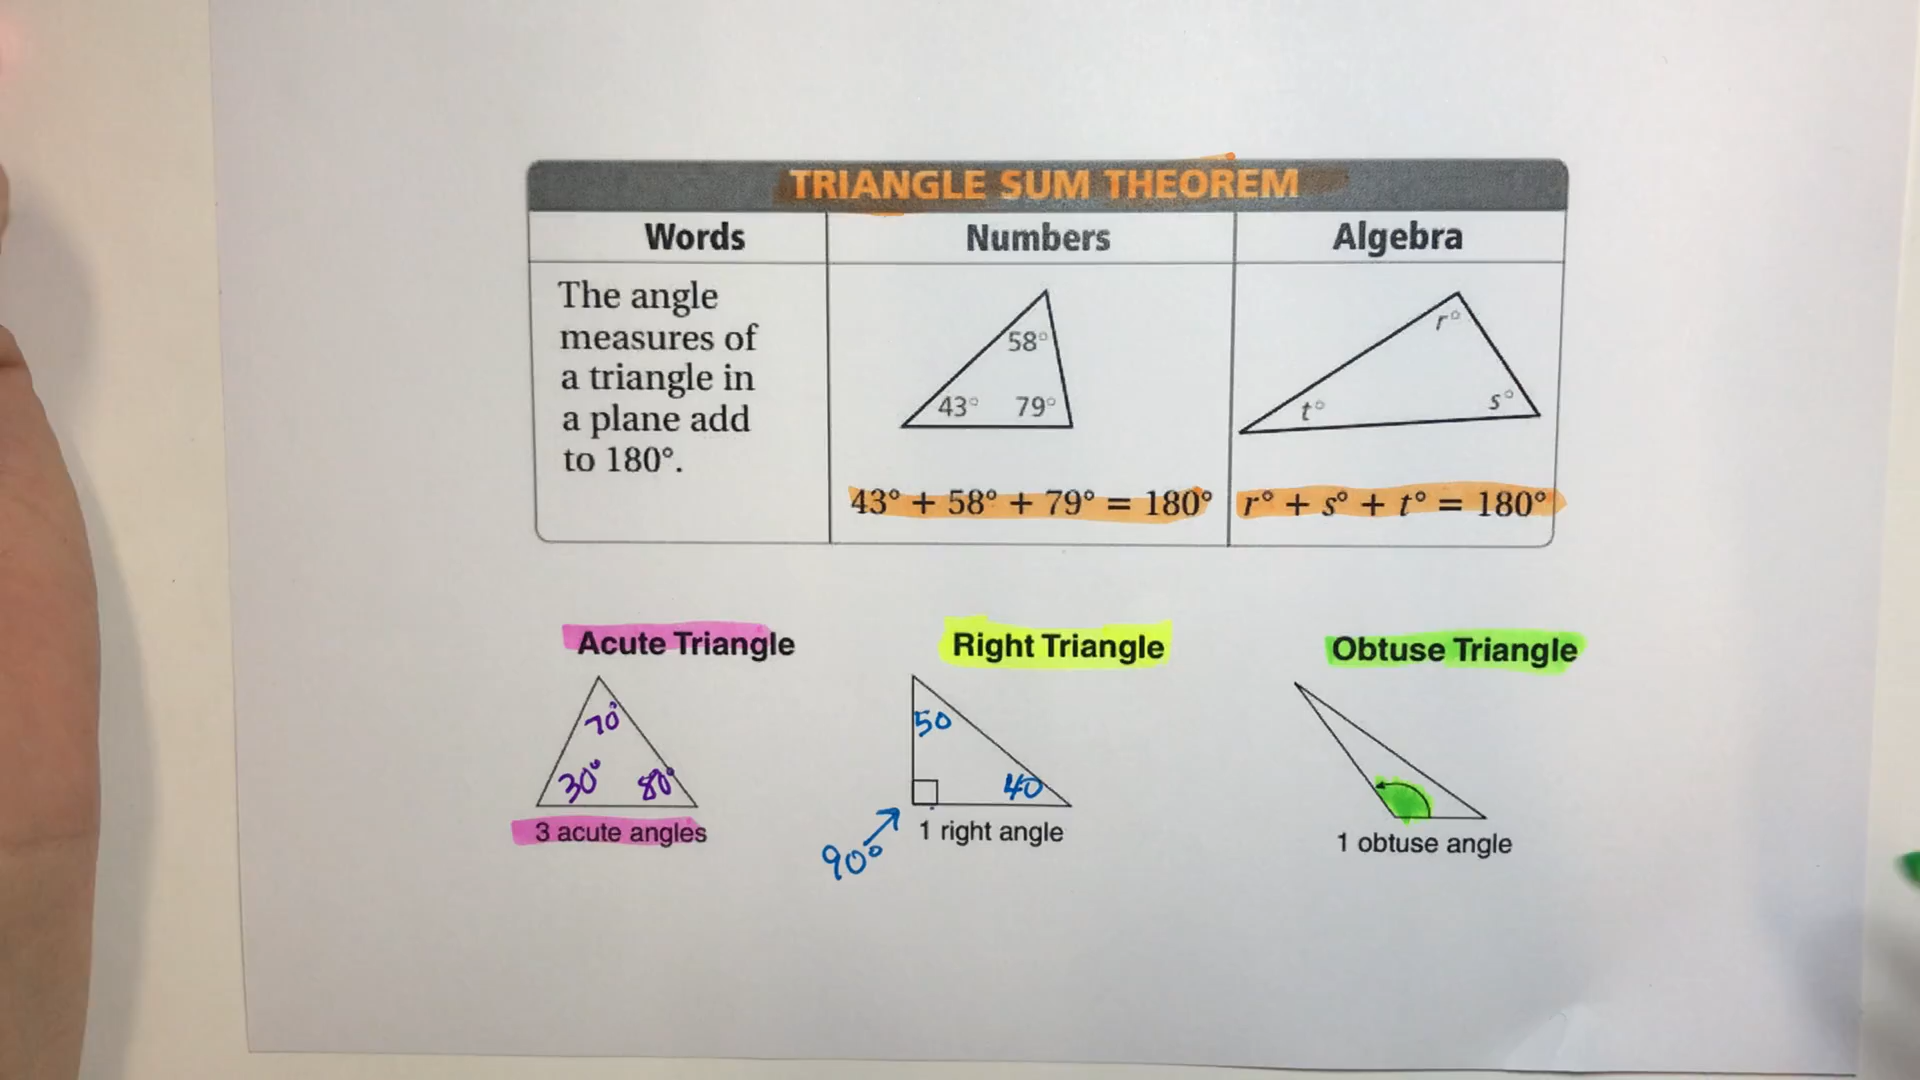 TRIANGLE SUM THEOREM
Words
Numbers
Algebra
The angle
measures of
a triangle in
a plane add
to 180°.
58°
43° 79°
43° + 58° + 79° = 180°
r°
t° s°
r° + s° + t° = 180°
Acute Triangle
70°
30° 80°
3 acute angles
Right Triangle
50
40
90°
1 right angle
Obtuse Triangle
1 obtuse angle